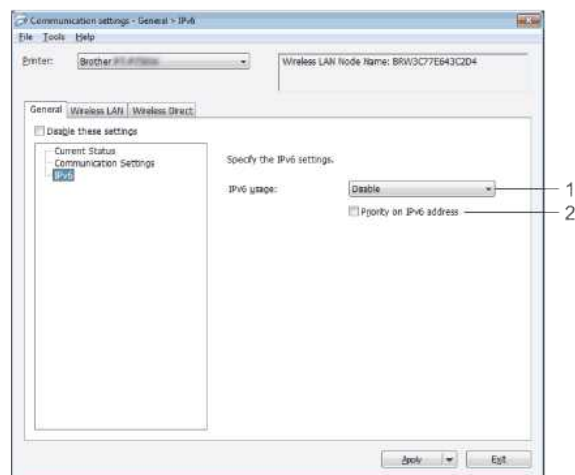 Communication settings - General > IPv6
File Tools Help
Printer: Brother
Wireless LAN Node Name: BRW3C77E643C2D4
General Wireless LAN Wireless Direct
Disable these settings
Current Status
Communication Settings
IPv6
Specify the IPv6 settings.
IPv6 usage: Disable 1
Priority on IPv6 address 2
Apply Exit